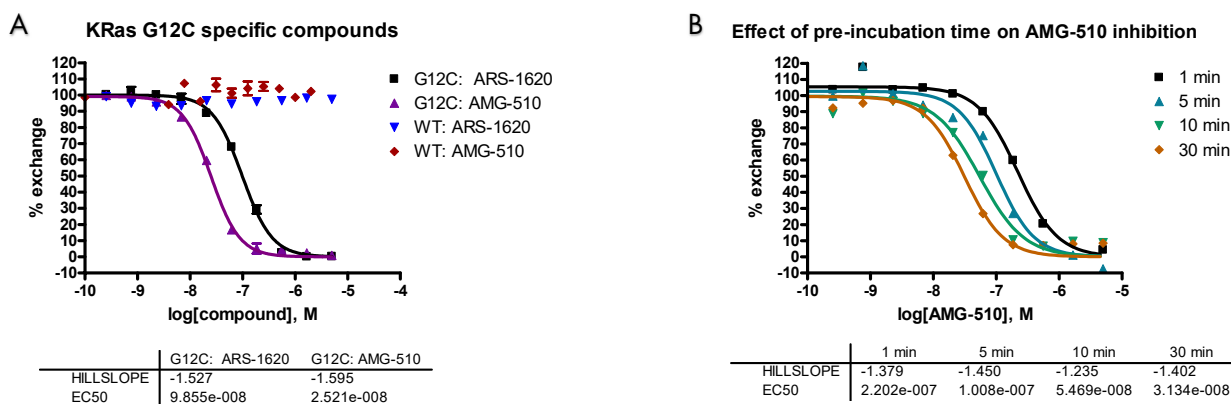 A
KRas G12C specific compounds
120
110
100
90
80
70
60
50
40
30
20
10
0
-10
% exchange
-10 -9 -8 -7 -6 -5 -4
log[compound], M
G12C: ARS-1620
G12C: AMG-510
WT: ARS-1620
WT: AMG-510
G12C: ARS-1620 G12C: AMG-510
HILLSLOPE -1.527 -1.595
EC50 9.855e-008 2.521e-008
B
Effect of pre-incubation time on AMG-510 inhibition
120
110
100
90
80
70
60
50
40
30
20
10
0
-10
% exchange
-10 -9 -8 -7 -6 -5
log[AMG-510], M
1 min
5 min
10 min
30 min
1 min 5 min 10 min 30 min
HILLSLOPE -1.379 -1.450 -1.235 -1.402
EC50 2.202e-007 1.008e-007 5.469e-008 3.134e-008